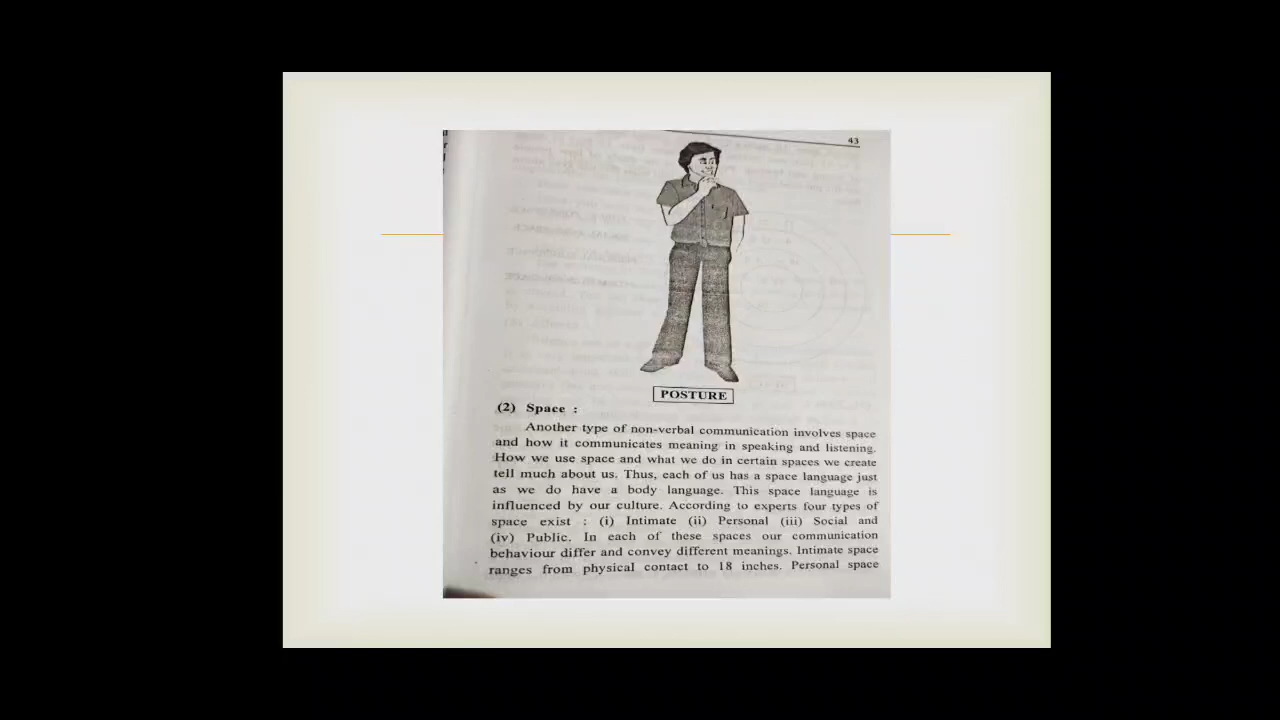 43
POSTURE
(2) Space :
Another type of non-verbal communication involves space
and how it communicates meaning in speaking and listening.
How we use space and what we do in certain spaces we create
tell much about us. Thus, each of us has a space language just
as we do have a body language. This space language is
influenced by our culture. According to experts four types of
space exist : (i) Intimate (ii) Personal (iii) Social and
(iv) Public. In each of these spaces our communication
behaviour differ and convey different meanings. Intimate space
ranges from physical contact to 18 inches. Personal space